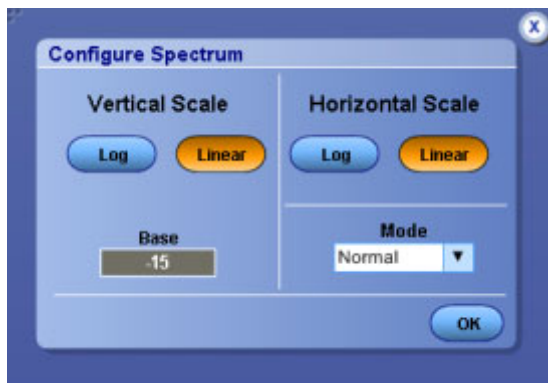 X
Configure Spectrum
Vertical Scale
Log
Linear
Base
-15
Horizontal Scale
Log
Linear
Mode
Normal
OK